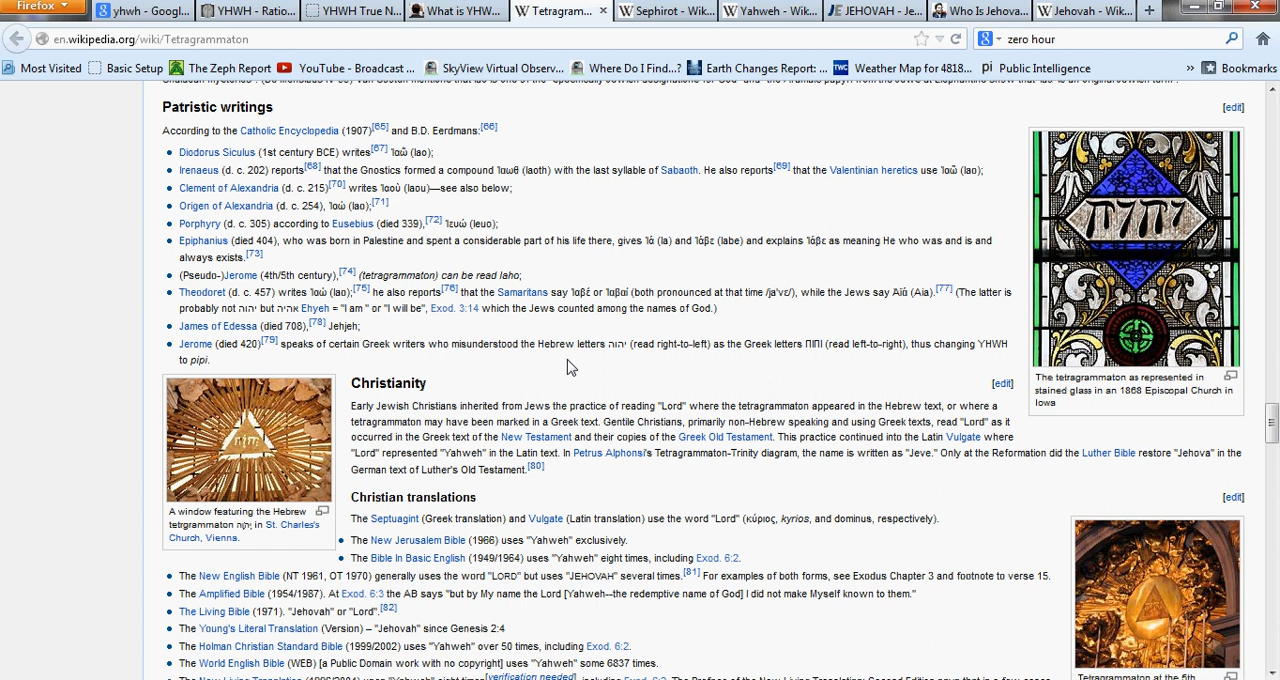 Firefox
yhwh - Googl...
YHWH - Ratio...
YHWH True N...
What is YHW...
Tetragram...
Sephirot - Wik...
Yahweh - Wik...
JEHOVAH - Je...
Who Is Jehova...
Jehovah - Wik...
en.wikipedia.org/wiki/Tetragrammaton
zero hour
Most Visited
Basic Setup
The Zeph Report
YouTube - Broadcast ...
SkyView Virtual Observ...
Where Do I Find...?
Earth Changes Report: ...
Weather Map for 4818...
Public Intelligence
»
Bookmarks
Patristic writings
[edit]
According to the Catholic Encyclopedia (1907)[65] and B.D. Eerdmans:[66]
Diodorus Siculus (1st century BCE) writes[67] Ἰαῶ (Iao);
Irenaeus (d. c. 202) reports[68] that the Gnostics formed a compound Ἰαωθ (Iaoth) with the last syllable of Sabaoth. He also reports[69] that the Valentinian heretics use Ἰαῶ (Iao);
Clement of Alexandria (d. c. 215)[70] writes Ἰαοὺ (Iaou)—see also below;
Origen of Alexandria (d. c. 254), Ἰαώ (Iao);[71]
Porphyry (d. c. 305) according to Eusebius (died 339),[72] Ἰευώ (Ieuo);
Epiphanius (died 404), who was born in Palestine and spent a considerable part of his life there, gives Ἰά (Ia) and Ἰάβε (Iabe) and explains Ἰάβε as meaning He who was and is and
always exists.[73]
(Pseudo-)Jerome (4th/5th century),[74] (tetragrammaton) can be read Iaho;
Theodoret (d. c. 457) writes Ἰαώ (Iao);[75] he also reports[76] that the Samaritans say Ἰαβέ or Ἰαβαί (both pronounced at that time /ja'vε/), while the Jews say Ἀϊά (Aia).[77] (The latter is
probably not יהוה but אהיה Ehyeh = "I am " or "I will be", Exod. 3:14 which the Jews counted among the names of God.)
James of Edessa (died 708),[78] Jehjeh;
Jerome (died 420)[79] speaks of certain Greek writers who misunderstood the Hebrew letters יהוה (read right-to-left) as the Greek letters ΠΙΠΙ (read left-to-right), thus changing YHWH
to pipi.
יהוה
The tetragrammaton as represented in
stained glass in an 1868 Episcopal Church in
Iowa
יהוה
A window featuring the Hebrew
tetrgrammaton יְהֹוָה in St. Charles's
Church, Vienna.
Christianity
[edit]
Early Jewish Christians inherited from Jews the practice of reading "Lord" where the tetragrammaton appeared in the Hebrew text, or where a
tetragrammaton may have been marked in a Greek text. Gentile Christians, primarily non-Hebrew speaking and using Greek texts, read "Lord" as it
occurred in the Greek text of the New Testament and their copies of the Greek Old Testament. This practice continued into the Latin Vulgate where
"Lord" represented "Yahweh" in the Latin text. In Petrus Alphonsi's Tetragrammaton-Trinity diagram, the name is written as "Jeve." Only at the Reformation did the Luther Bible restore "Jehova" in the
German text of Luther's Old Testament.[80]
Christian translations
[edit]
The Septuagint (Greek translation) and Vulgate (Latin translation) use the word "Lord" (κύριος, kyrios, and dominus, respectively).
The New Jerusalem Bible (1966) uses "Yahweh" exclusively.
The Bible In Basic English (1949/1964) uses "Yahweh" eight times, including Exod. 6:2.
The New English Bible (NT 1961, OT 1970) generally uses the word "LORD" but uses "JEHOVAH" several times.[81] For examples of both forms, see Exodus Chapter 3 and footnote to verse 15.
The Amplified Bible (1954/1987). At Exod. 6:3 the AB says "but by My name the Lord [Yahweh--the redemptive name of God] I did not make Myself known to them."
The Living Bible (1971). "Jehovah" or "Lord".[82]
The Young's Literal Translation (Version) – "Jehovah" since Genesis 2:4
The Holman Christian Standard Bible (1999/2002) uses "Yahweh" over 50 times, including Exod. 6:2.
The World English Bible (WEB) [a Public Domain work with no copyright] uses "Yahweh" some 6837 times.
Tetragrammaton at the 5th